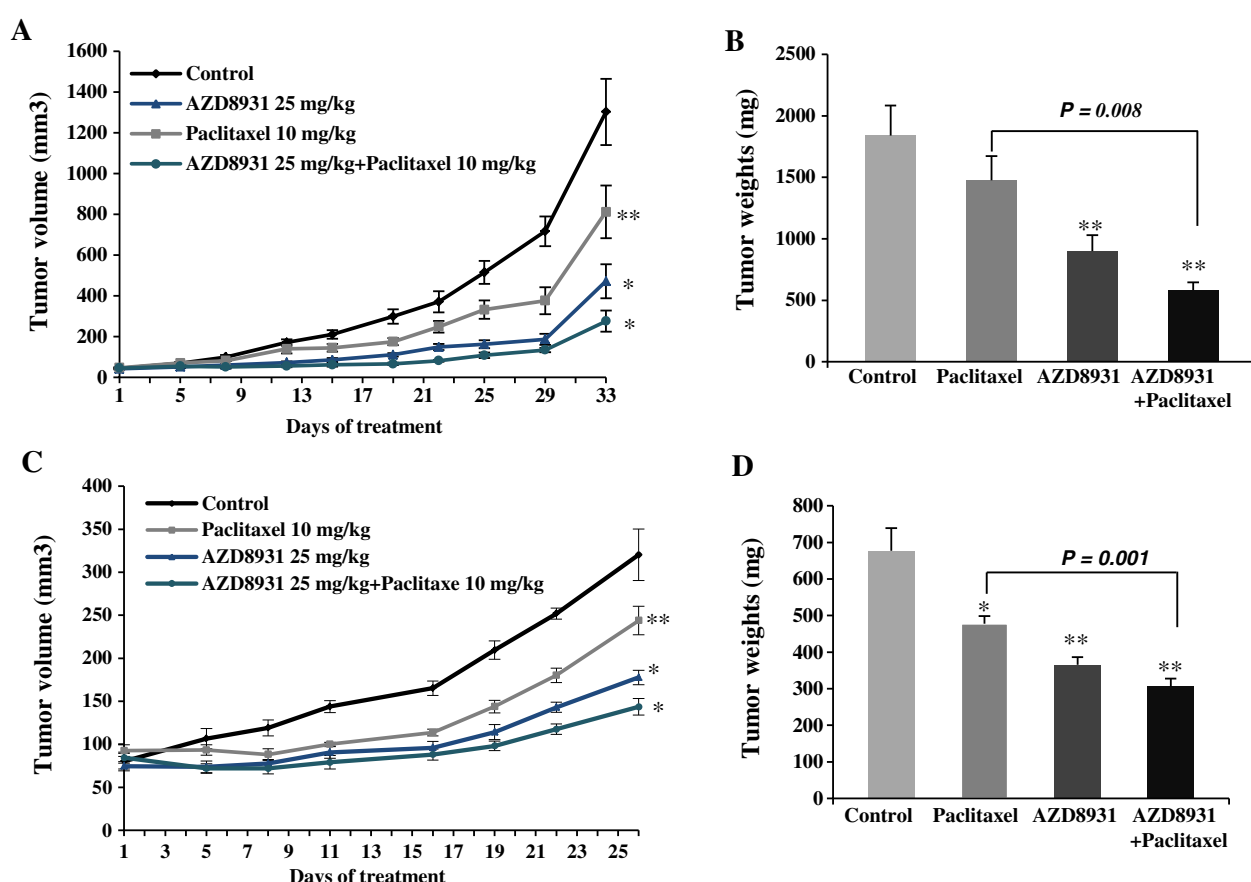 A
1600
1400
1200
1000
800
600
400
200
0
Tumor volume (mm3)
Control
AZD8931 25 mg/kg
Paclitaxel 10 mg/kg
AZD8931 25 mg/kg+Paclitaxel 10 mg/kg
**
*
*
1 5 9 13 17 21 25 29 33
Days of treatment
B
2500
2000
1500
1000
500
0
Tumor weights (mg)
P = 0.008
**
**
Control Paclitaxel AZD8931 AZD8931
+Paclitaxel
C
400
350
300
250
200
150
100
50
0
Tumor volume (mm3)
Control
Paclitaxel 10 mg/kg
AZD8931 25 mg/kg
AZD8931 25 mg/kg+Paclitaxe 10 mg/kg
**
*
*
1 3 5 7 9 11 13 15 17 19 21 23 25
Days of treatment
D
800
700
600
500
400
300
200
100
0
Tumor weights (mg)
P = 0.001
*
**
**
Control Paclitaxel AZD8931 AZD8931
+Paclitaxel